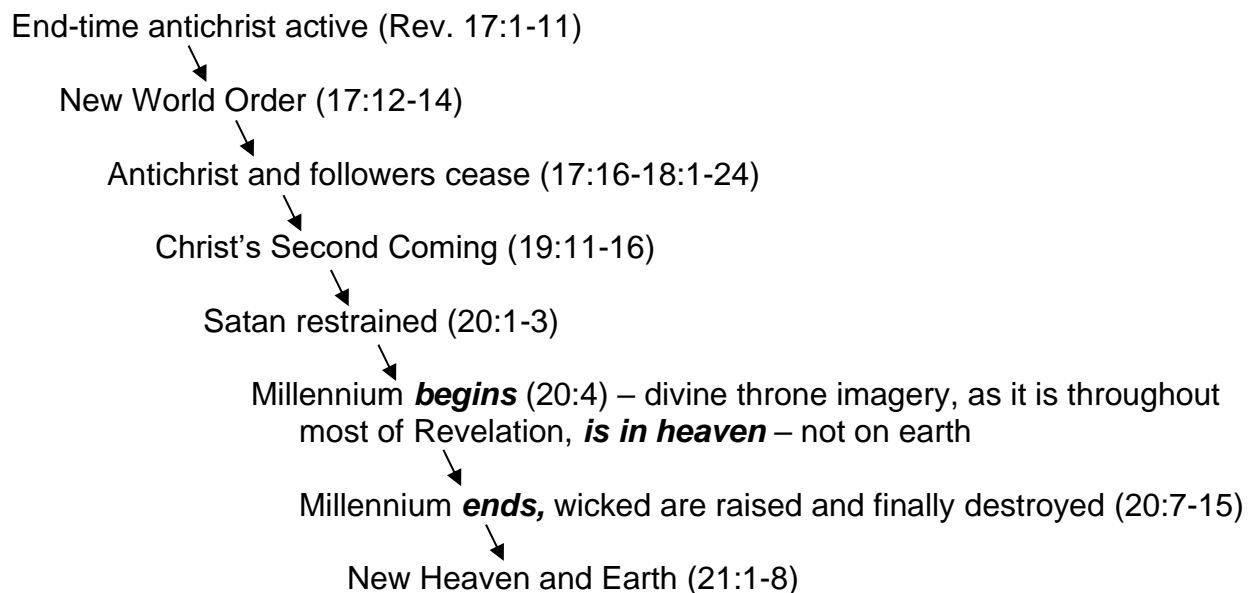 End-time antichrist active (Rev. 17:1-11)
New World Order (17:12-14)
Antichrist and followers cease (17:16-18:1-24)
Christ’s Second Coming (19:11-16)
Satan restrained (20:1-3)
Millennium begins (20:4) – divine throne imagery, as it is throughout
most of Revelation, is in heaven – not on earth
Millennium ends, wicked are raised and finally destroyed (20:7-15)
New Heaven and Earth (21:1-8)